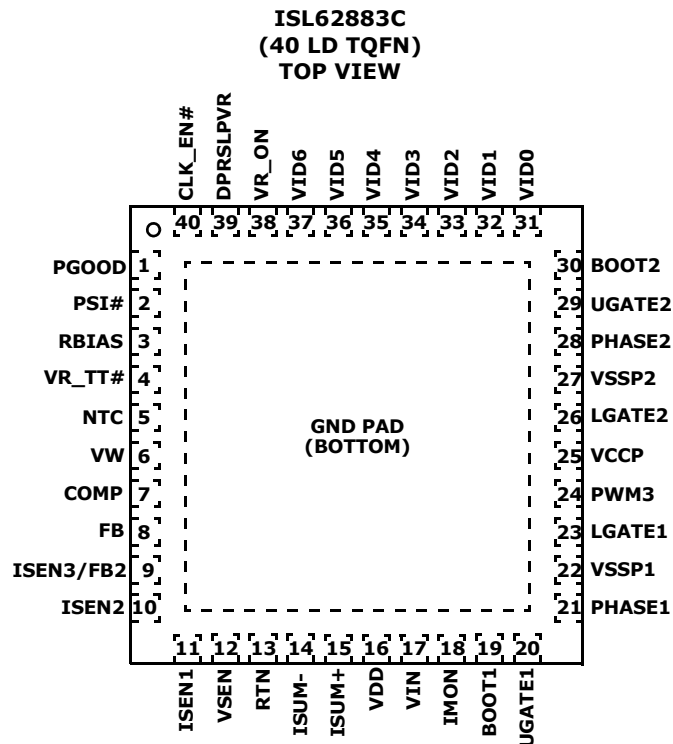 ISL62883C
(40 LD TQFN)
TOP VIEW
CLK_EN#
DPRSLPVR
VR_ON
VID6
VID5
VID4
VID3
VID2
VID1
VID0
40 39 38 37 36 35 34 33 32 31
PGOOD 1
PSI# 2
RBIAS 3
VR_TT# 4
NTC 5
VW 6
COMP 7
FB 8
ISEN3/FB2 9
ISEN2 10
GND PAD
(BOTTOM)
30 BOOT2
29 UGATE2
28 PHASE2
27 VSSP2
26 LGATE2
25 VCCP
24 PWM3
23 LGATE1
22 VSSP1
21 PHASE1
11 12 13 14 15 16 17 18 19 20
ISEN1
VSEN
RTN
ISUM-
ISUM+
VDD
VIN
IMON
BOOT1
UGATE1